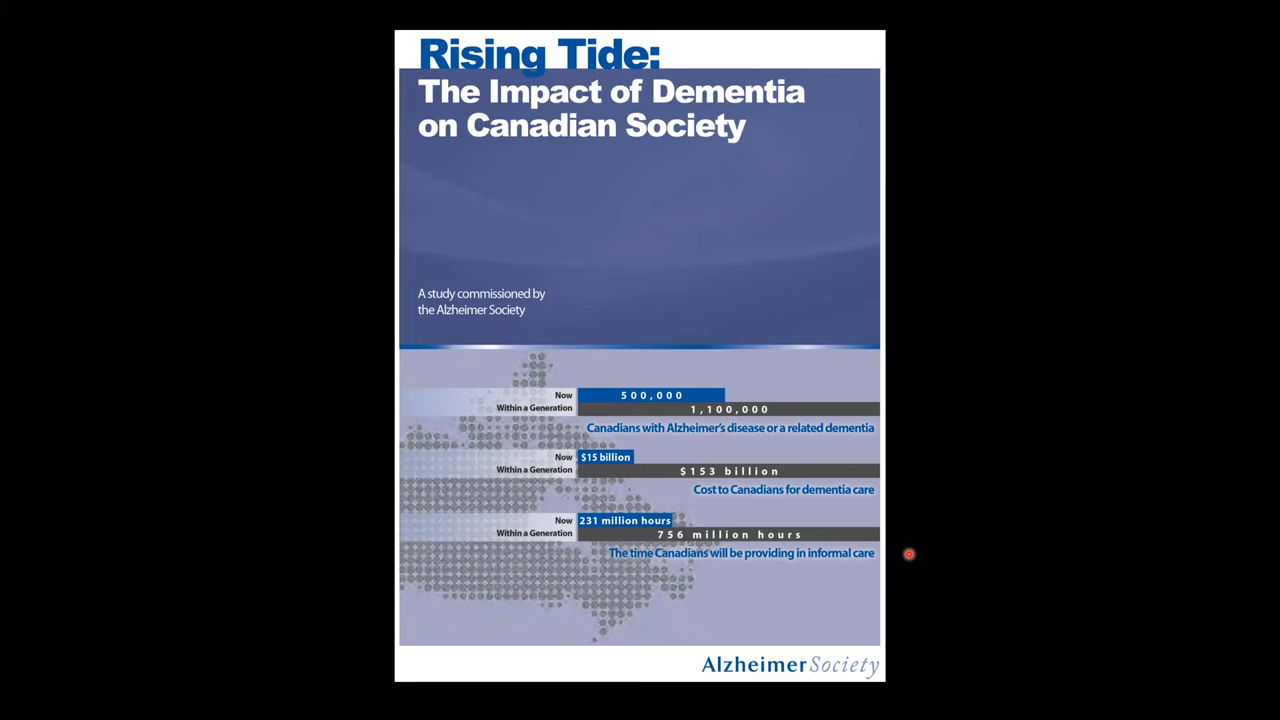 Rising Tide:
The Impact of Dementia
on Canadian Society
A study commissioned by
the Alzheimer Society
Now 500,000
Within a Generation 1,100,000
Canadians with Alzheimer's disease or a related dementia
Now $15 billion
Within a Generation $153 billion
Cost to Canadians for dementia care
Now 231 million hours
Within a Generation 756 million hours
The time Canadians will be providing in informal care
Alzheimer Society